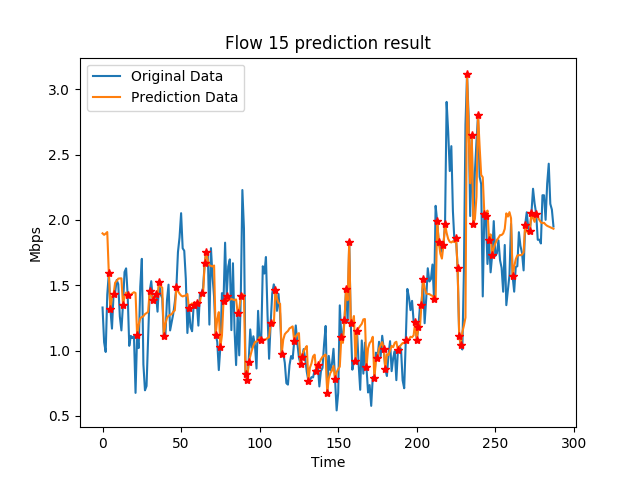 Flow 15 prediction result
Original Data
Prediction Data
3.0
2.5
2.0
1.5
1.0
0.5
Mbps
0 50 100 150 200 250 300
Time